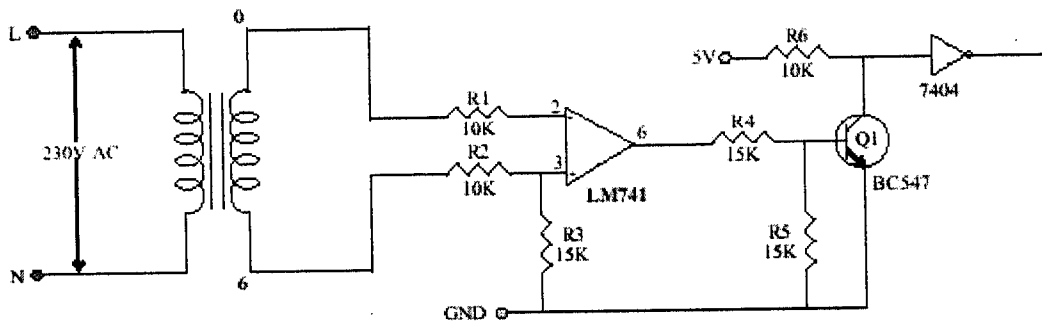 L
230V AC
N
0
6
R1
10K
R2
10K
2
-
3
+
6
LM741
R3
15K
GND
R4
15K
R5
15K
5V
R6
10K
7404
Q1
BC547